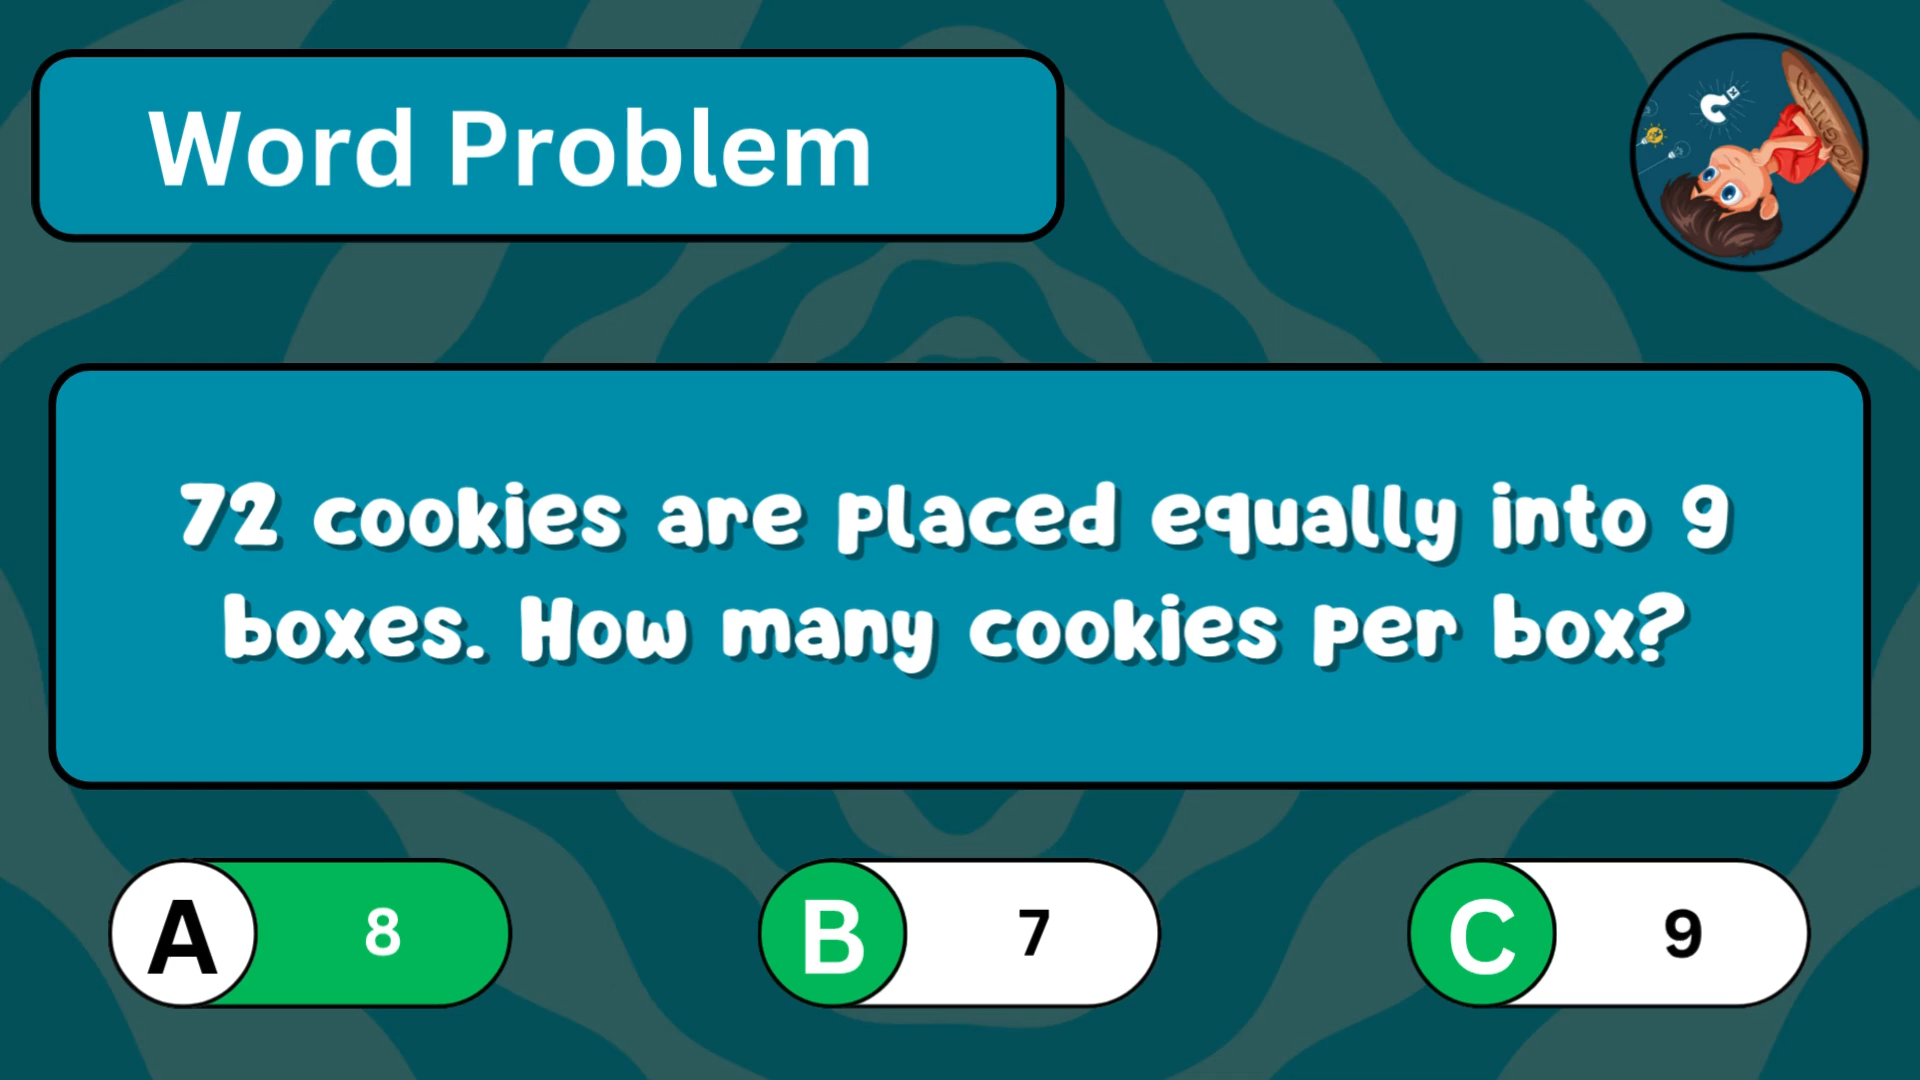 Word Problem
72 cookies are placed equally into 9
boxes. How many cookies per box?
A 8
B 7
C 9